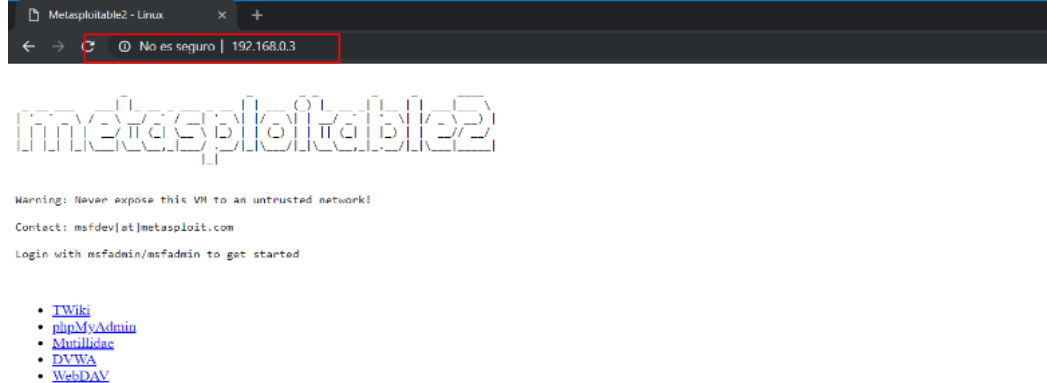 Metasploitable2 - Linux
No es seguro | 192.168.0.3
metasploitable2
Warning: Never expose this VM to an untrusted network!
Contact: msfdev[at]metasploit.com
Login with msfadmin/msfadmin to get started
• TWiki
• phpMyAdmin
• Mutillidae
• DVWA
• WebDAV